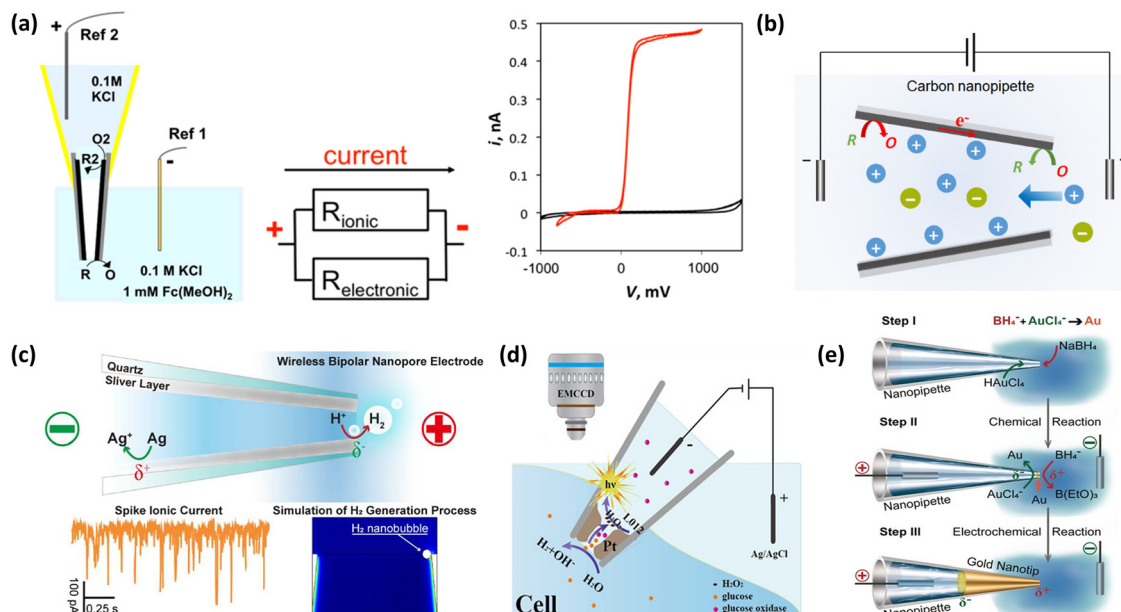 (a)
+
Ref 2
0.1M
KCl
O2
R2
Ref 1
-
R
O
0.1 M KCl
1 mM Fc(MeOH)₂
current
+
R_ionic
-
R_electronic
0.5
0.4
0.3
0.2
0.1
0
-0.1
i, nA
-1000
0
1000
V, mV
(b)
Carbon nanopipette
e⁻
R
O
R
O
+
+
+
+
+
+
+
+
-
-
-
-
(c)
Quartz
Sliver Layer
Wireless Bipolar Nanopore Electrode
Ag⁺
Ag
δ⁺
H⁺
H₂
δ⁻
Spike Ionic Current
Simulation of H₂ Generation Process
H₂ nanobubble
100 pA
0.25 s
(d)
EMCCD
hv
-
+
L012
H₂O₂
Pt
H₂+OH⁻
H₂O
Ag/AgCl
Cell
H₂O₂
glucose
glucose oxidase
(e)
Step I
BH₄⁻ + AuCl₄⁻ → Au
NaBH₄
HAuCl₄
Nanopipette
Chemical
Reaction
Step II
Au
BH₄⁻
δ⁻
δ⁺
AuCl₄⁻
Au
B(EtO)₃
Nanopipette
Electrochemical
Reaction
Step III
Gold Nanotip
δ⁻
δ⁺
Nanopipette